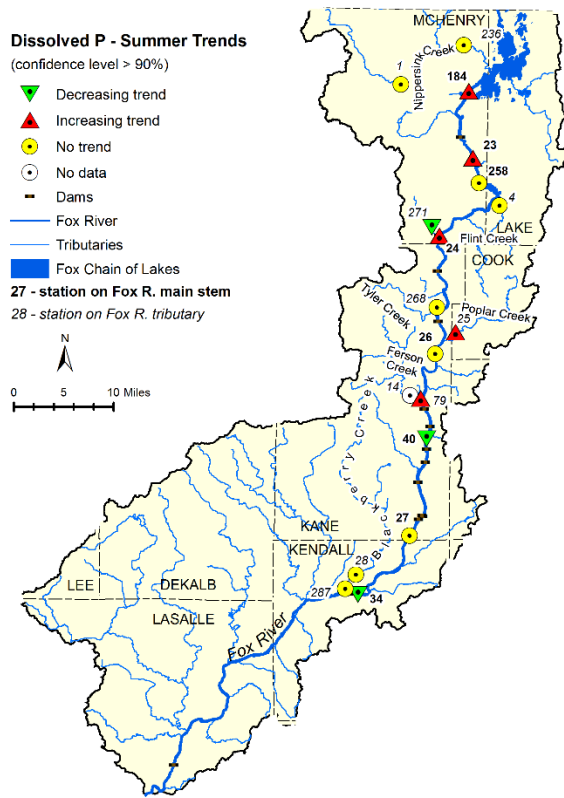 Dissolved P - Summer Trends
(confidence level > 90%)
Decreasing trend
Increasing trend
No trend
No data
Dams
Fox River
Tributaries
Fox Chain of Lakes
27 - station on Fox R. main stem
28 - station on Fox R. tributary
N
0 5 10 Miles
MCHENRY
236
Nippersink Creek
1
184
23
258
4
271
LAKE
24
Flint Creek
COOK
268
Tyler Creek
Poplar Creek
25
26
Ferson
Creek
14
79
40
Blackberry Creek
27
KANE
KENDALL
28
287
34
LEE
DEKALB
LASALLE
Fox River